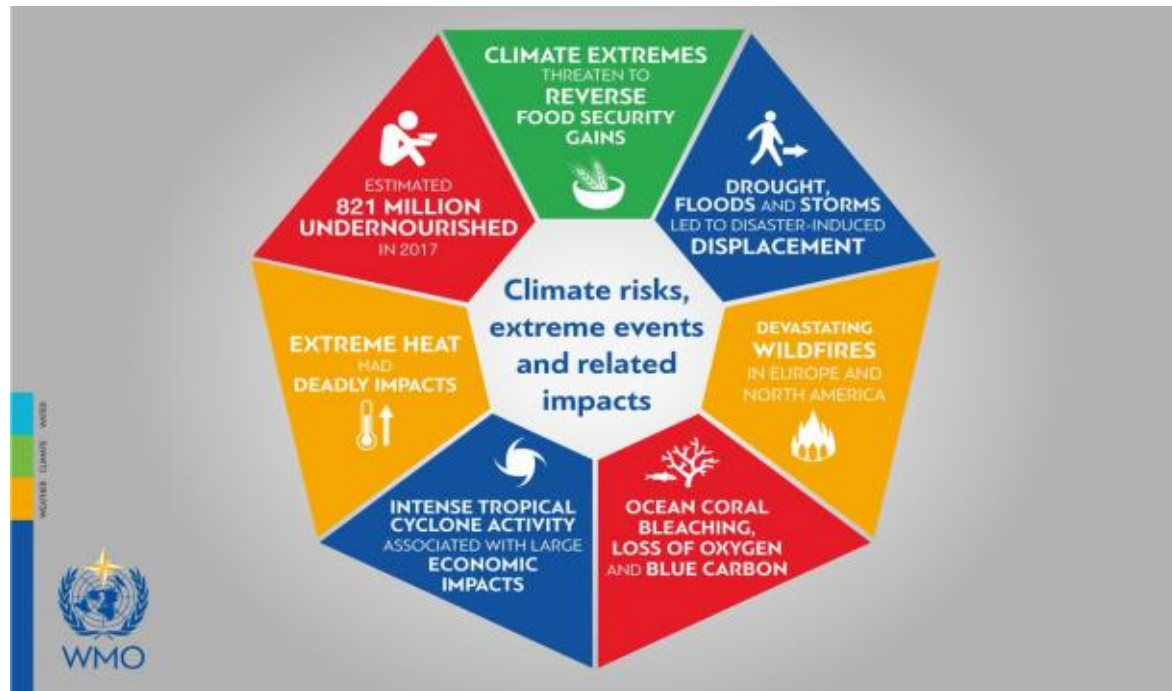 CLIMATE EXTREMES
THREATEN TO
REVERSE
FOOD SECURITY
GAINS
DROUGHT,
FLOODS AND STORMS
LED TO DISASTER-INDUCED
DISPLACEMENT
DEVASTATING
WILDFIRES
IN EUROPE AND
NORTH AMERICA
OCEAN CORAL
BLEACHING,
LOSS OF OXYGEN
AND BLUE CARBON
INTENSE TROPICAL
CYCLONE ACTIVITY
ASSOCIATED WITH LARGE
ECONOMIC
IMPACTS
EXTREME HEAT
HAD
DEADLY IMPACTS
ESTIMATED
821 MILLION
UNDERNOURISHED
IN 2017
Climate risks,
extreme events
and related
impacts
WEATHER CLIMATE WATER
WMO